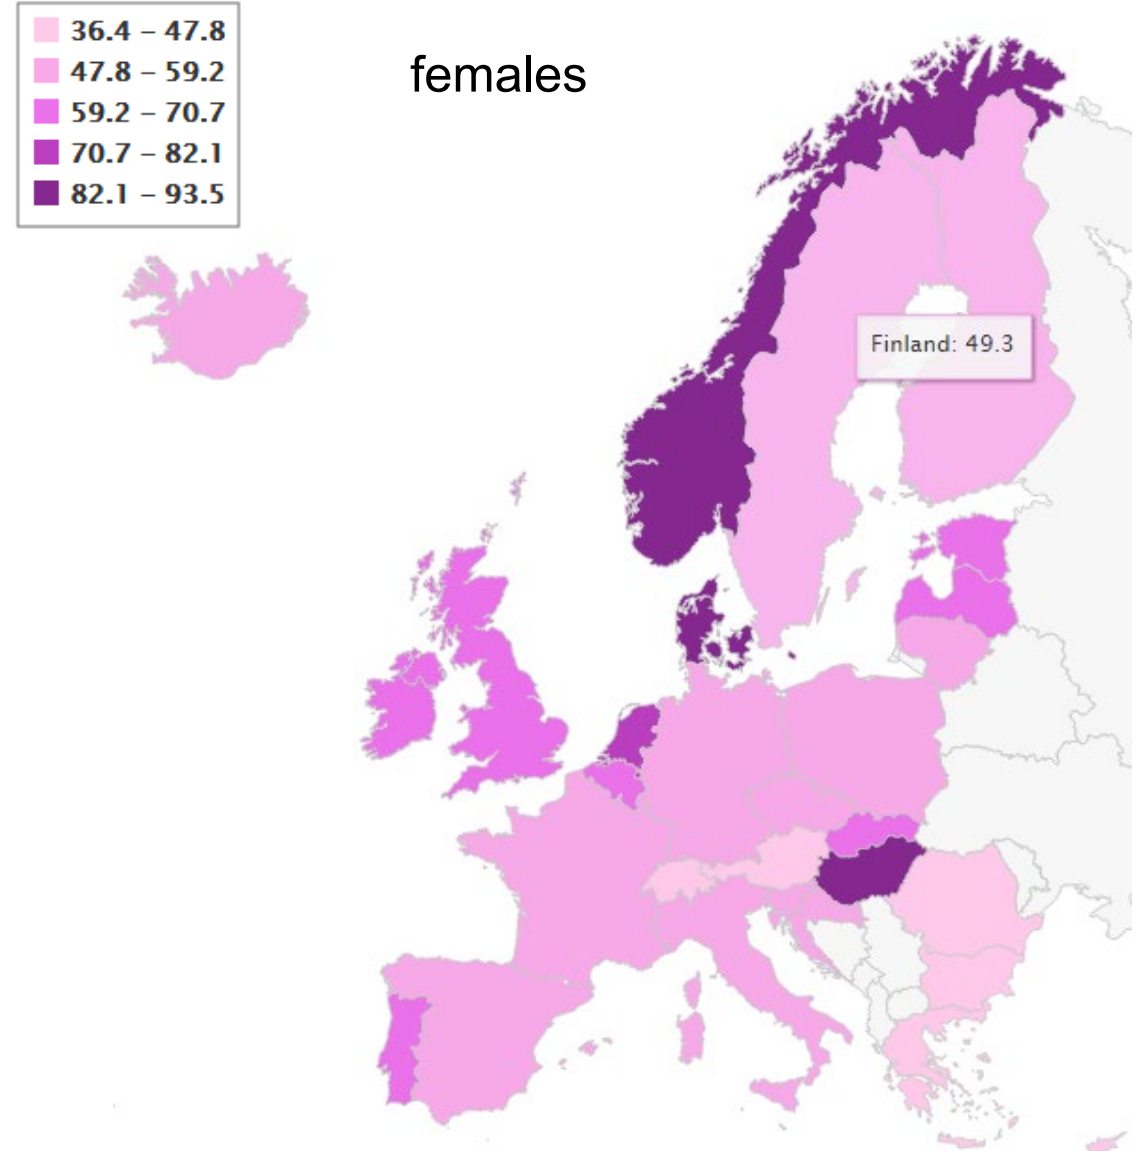 36.4 – 47.8
47.8 – 59.2
59.2 – 70.7
70.7 – 82.1
82.1 – 93.5
females
Finland: 49.3